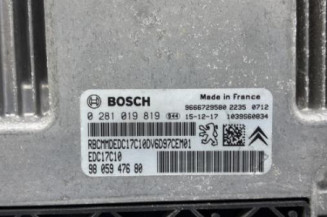 Made in France
BOSCH
9666729580 2235 0712
0 281 019 819 15-12-17 1039S60034
RBCMMDEDC17C10DV6D97CEM01
EDC17C10
98 059 476 80